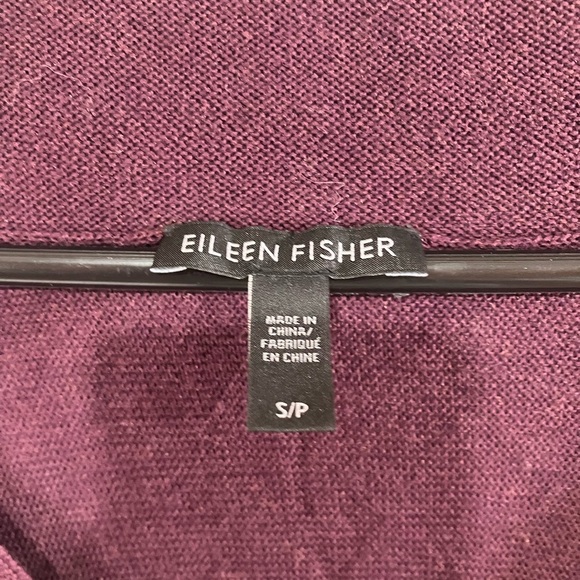 EILEEN FISHER
MADE IN
CHINA/
FABRIQUÉ
EN CHINE
S/P